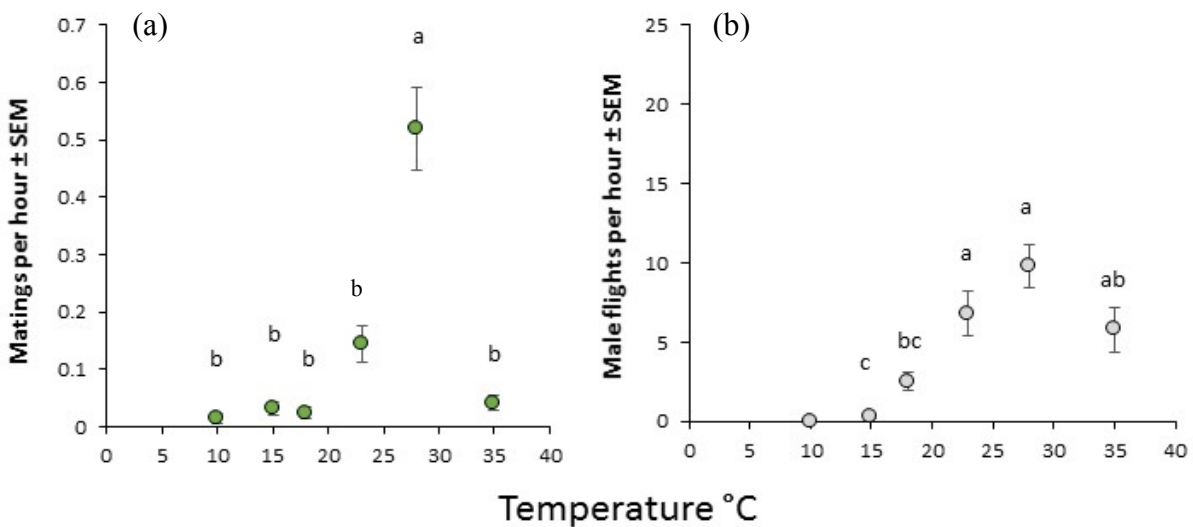 (a)
Matings per hour ± SEM
0.7
0.6
0.5
0.4
0.3
0.2
0.1
0
a
b
b
b
b
b
0 5 10 15 20 25 30 35 40
(b)
Male flights per hour ± SEM
25
20
15
10
5
0
a
a
ab
bc
c
0 5 10 15 20 25 30 35 40
Temperature °C